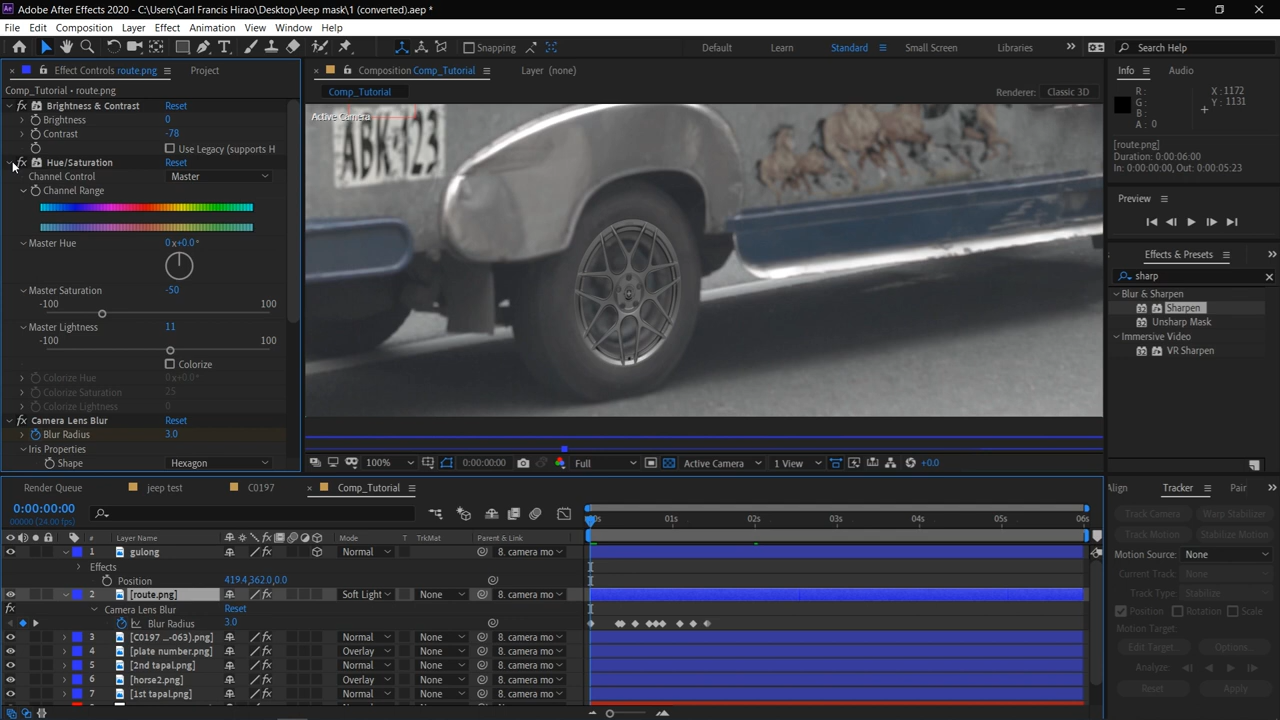 Adobe After Effects 2020 - C:\Users\Carl Francis Hirao\Desktop\Jeep mask\1 (converted).aep *
File Edit Composition Layer Effect Animation View Window Help
Snapping Default Learn Standard Small Screen Libraries Search Help
Effect Controls route.png Project
Comp_Tutorial • route.png
Brightness & Contrast Reset
Brightness 0
Contrast -78
Use Legacy (supports H
Hue/Saturation Reset
Channel Control Master
Channel Range
Master Hue 0 x+0.0°
Master Saturation -50
-100 100
Master Lightness 11
-100 100
Colorize
Colorize Hue 0 x+0.0°
Colorize Saturation 25
Colorize Lightness 0
Camera Lens Blur Reset
Blur Radius 3.0
Iris Properties
Shape Hexagon
Composition Comp_Tutorial Layer (none)
Comp_Tutorial Renderer: Classic 3D
Active Camera
ABK 123
100% 0:00:00:00 Full Active Camera 1 View +0.0
Info Audio
R: X : 1172
G: Y : 1131
B:
A: 0
[route.png]
Duration: 0:00:06:00
In: 0:00:00:00, Out: 0:00:05:23
Preview
Effects & Presets
sharp
Blur & Sharpen
32 Sharpen
32 Unsharp Mask
Immersive Video
32 VR Sharpen
Render Queue jeep test C0197 Comp_Tutorial
0:00:00:00
00000 (24.00 fps)
# Layer Name Mode T TrkMat Parent & Link
00s 01s 02s 03s 04s 05s 06s
1 gulong Normal 8. camera mo
Effects
Position 419.4,362.0,0.0
2 [route.png] Soft Light None 8. camera mo
Camera Lens Blur Reset
Blur Radius 3.0
3 [C0197 ...-063).png] Normal None 8. camera mo
4 [plate number.png] Overlay None 8. camera mo
5 [2nd tapal.png] Normal None 8. camera mo
6 [horse2.png] Overlay None 8. camera mo
7 [1st tapal.png] Normal None 8. camera mo
Align Tracker Pair
Track Camera Warp Stabilizer
Track Motion Stabilize Motion
Motion Source: None
Current Track: None
Track Type: Stabilize
Position Rotation Scale
Motion Target:
Edit Target... Options...
Analyze:
Reset Apply